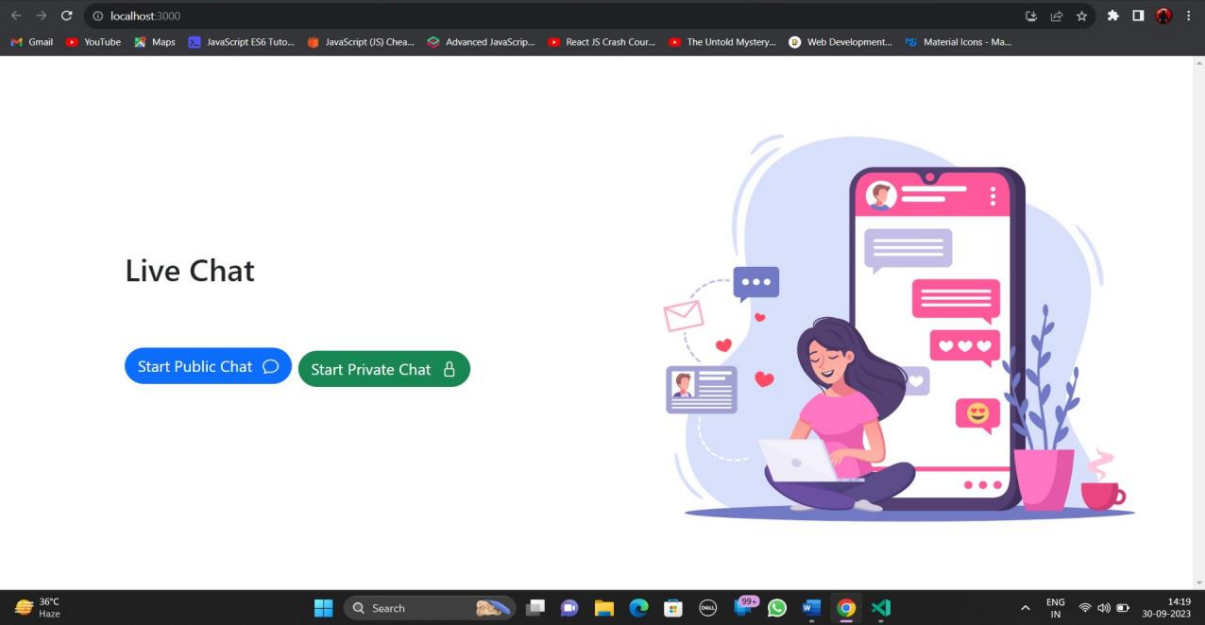 localhost:3000
Gmail
YouTube
Maps
JavaScript ES6 Tuto...
JavaScript (JS) Chea...
Advanced JavaScrip...
React JS Crash Cour...
The Untold Mystery...
Web Development...
Material Icons - Ma...
Live Chat
Start Public Chat
Start Private Chat
36°C
Haze
Search
DELL
99+
ENG
IN
14:19
30-09-2023